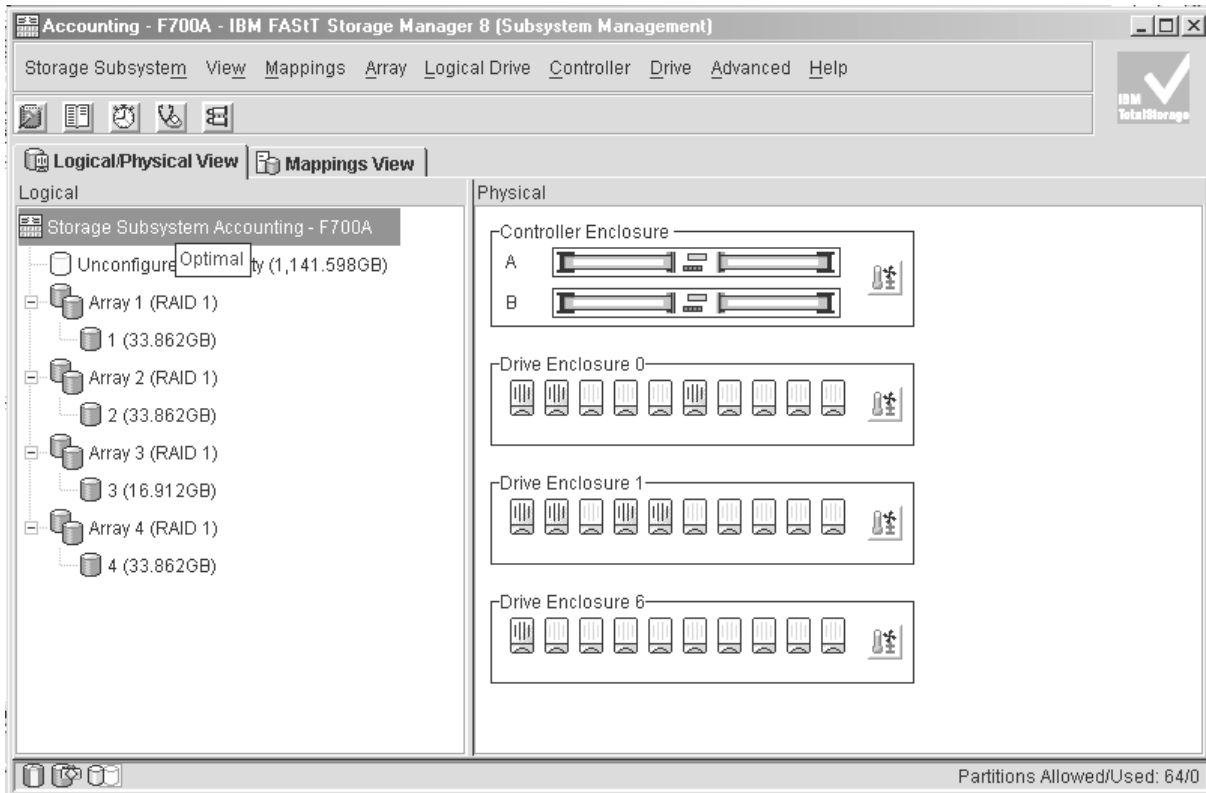 Accounting - F700A - IBM FAStT Storage Manager 8 (Subsystem Management)
Storage Subsystem View Mappings Array Logical Drive Controller Drive Advanced Help
IBM
TotalStorage
Logical/Physical View
Mappings View
Logical
Physical
Storage Subsystem Accounting - F700A
Optimal
Unconfigure ty (1,141.598GB)
Array 1 (RAID 1)
1 (33.862GB)
Array 2 (RAID 1)
2 (33.862GB)
Array 3 (RAID 1)
3 (16.912GB)
Array 4 (RAID 1)
4 (33.862GB)
Controller Enclosure
A
B
Drive Enclosure 0
Drive Enclosure 1
Drive Enclosure 6
Partitions Allowed/Used: 64/0